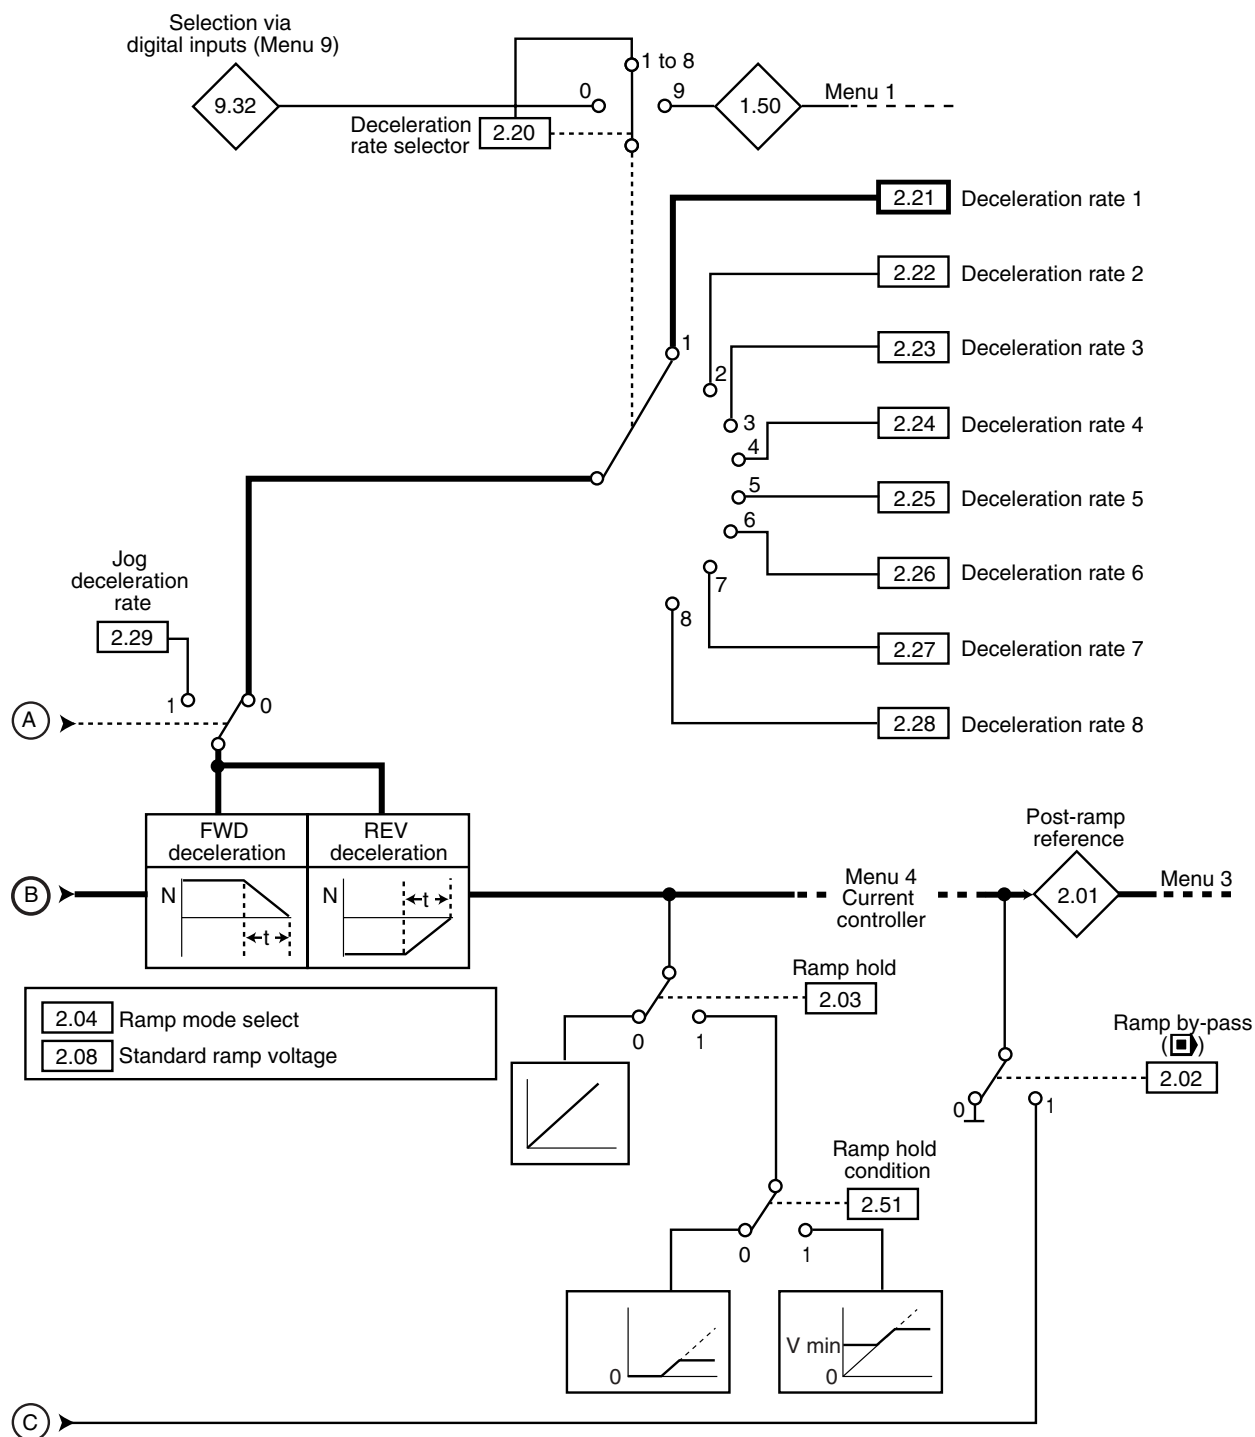 Selection via
digital inputs (Menu 9)
9.32
0
1 to 8
9
1.50
Menu 1
Deceleration
rate selector
2.20
2.21
Deceleration rate 1
2.22
Deceleration rate 2
2.23
Deceleration rate 3
2.24
Deceleration rate 4
2.25
Deceleration rate 5
2.26
Deceleration rate 6
2.27
Deceleration rate 7
2.28
Deceleration rate 8
1
2
3
4
5
6
7
8
Jog
deceleration
rate
2.29
1
0
A
FWD
deceleration
REV
deceleration
B
N
t
N
t
Menu 4
Current
controller
Post-ramp
reference
2.01
Menu 3
2.04 Ramp mode select
2.08 Standard ramp voltage
Ramp hold
2.03
0
1
Ramp by-pass
( )
2.02
0
1
Ramp hold
condition
2.51
0
1
0
V min
0
C